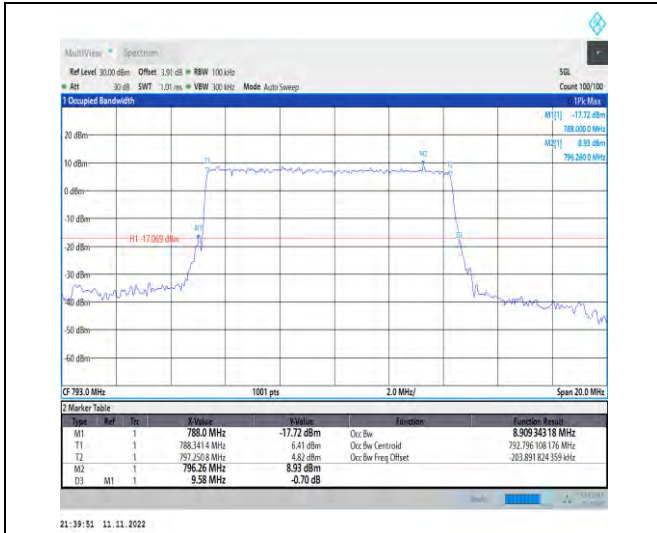 MultiView Spectrum
Ref Level 30.00 dBm Offset 3.91 dB RBW 100 kHz SGL
Att 30 dB SWT 1.01 ms VBW 300 kHz Mode Auto Sweep Count 100/100
1 Occupied Bandwidth 1Pk Max
M1[1] -17.72 dBm
788.000 0 MHz
M2[1] 8.93 dBm
796.260 0 MHz
20 dBm
M2
T1 T2
10 dBm
0 dBm
-10 dBm
M1
H1 -17.069 dBm
D3
-20 dBm
-30 dBm
-40 dBm
-50 dBm
-60 dBm
CF 793.0 MHz 1001 pts 2.0 MHz/ Span 20.0 MHz
2 Marker Table
Type Ref Trc X-Value Y-Value Function Function Result
M1 1 788.0 MHz -17.72 dBm Occ Bw 8.909 343 18 MHz
T1 1 788.341 4 MHz 6.41 dBm Occ Bw Centroid 792.796 108 176 MHz
T2 1 797.250 8 MHz 4.82 dBm Occ Bw Freq Offset -203.891 824 359 kHz
M2 1 796.26 MHz 8.93 dBm
D3 M1 1 9.58 MHz -0.70 dB
21:39:51 11.11.2022